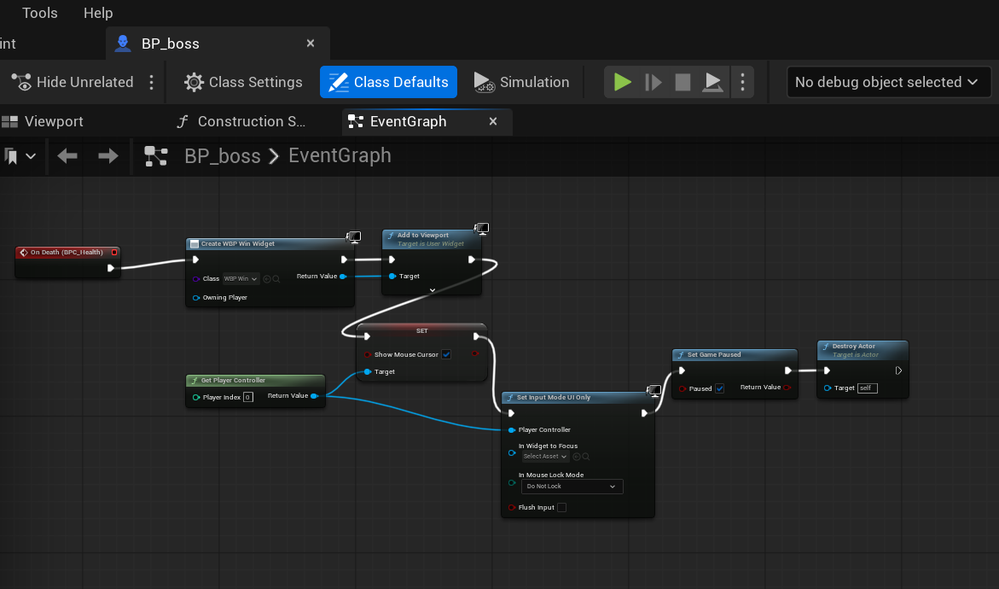 Tools Help
int
BP_boss
Hide Unrelated
Class Settings
Class Defaults
Simulation
No debug object selected
Viewport
Construction S...
EventGraph
BP_boss > EventGraph
On Death (BPC_Health)
Create WBP Win Widget
Class WBP Win
Return Value
Owning Player
Add to Viewport
Target is User Widget
Target
SET
Show Mouse Cursor
Target
Get Player Controller
Player Index 0
Return Value
Set Input Mode UI Only
Player Controller
In Widget to Focus
Select Asset
In Mouse Lock Mode
Do Not Lock
Flush Input
Set Game Paused
Paused
Return Value
Destroy Actor
Target is Actor
Target self